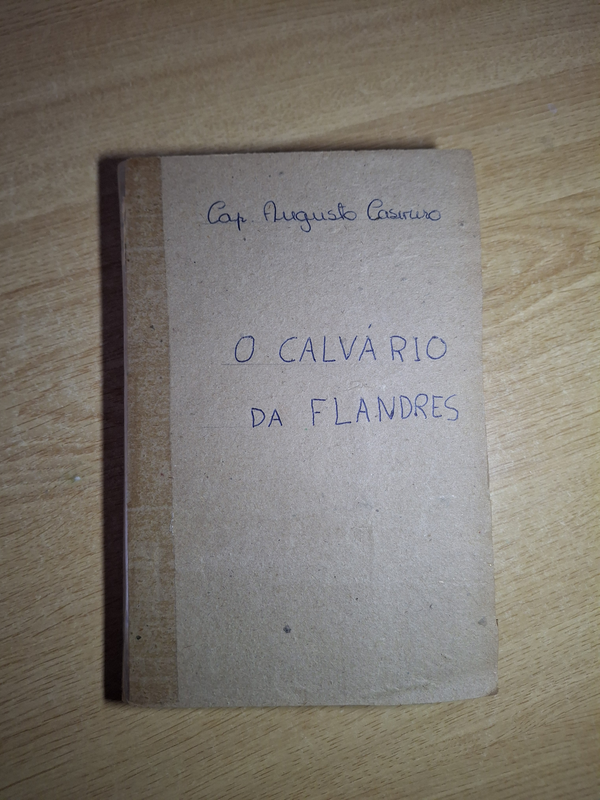 Cap. Augusto Casimiro
O CALVÁRIO
DA FLANDRES